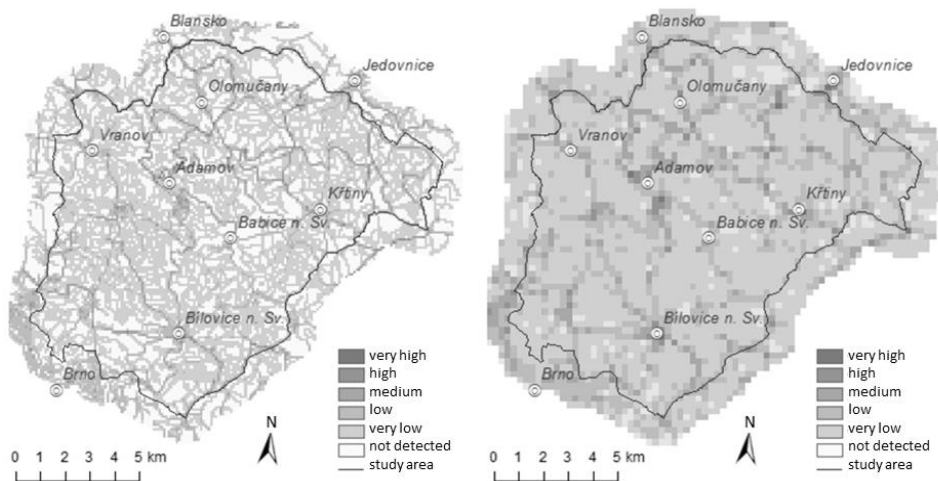 Blansko
Jedovnice
Olomučany
Vranov
Adamov
Křtiny
Babice n. Sv.
Bílovice n. Sv.
Brno
very high
high
medium
low
very low
not detected
study area
N
0 1 2 3 4 5 km
Blansko
Jedovnice
Olomučany
Vranov
Adamov
Křtiny
Babice n. Sv.
Bílovice n. Sv.
Brno
very high
high
medium
low
very low
not detected
study area
N
0 1 2 3 4 5 km